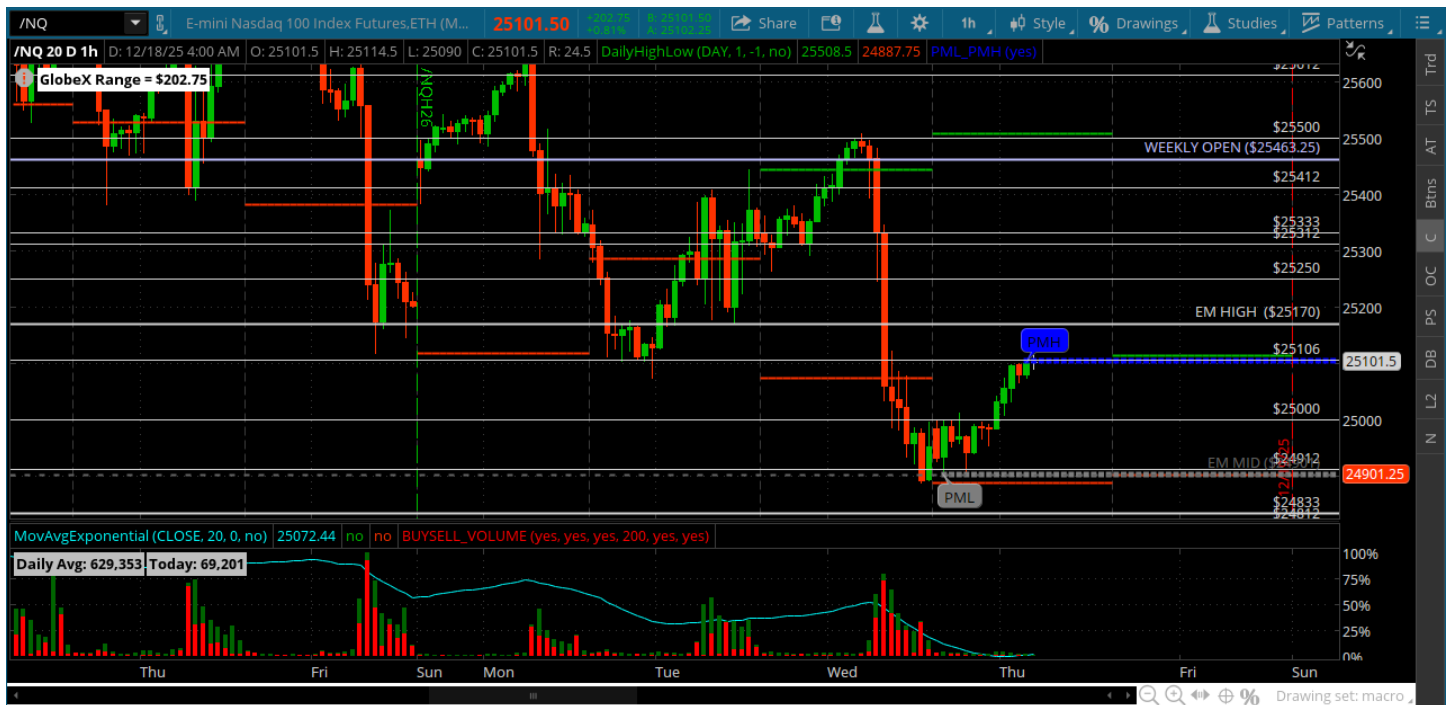 /NQ E-mini Nasdaq 100 Index Futures,ETH (M... 25101.50 +202.75 +0.81% B: 25101.50 A: 25102.25 Share 1h Style Drawings Studies Patterns
/NQ 20 D 1h D: 12/18/25 4:00 AM O: 25101.5 H: 25114.5 L: 25090 C: 25101.5 R: 24.5 DailyHighLow (DAY, 1, -1, no) 25508.5 24887.75 PML_PMH (yes)
GlobeX Range = $202.75
/NQH26
$25612
25600
$25500
25500
WEEKLY OPEN ($25463.25)
$25412
25400
$25333
$25312
25300
$25250
EM HIGH ($25170)
25200
PMH
$25106
25101.5
$25000
25000
$24912
EM MID ($24901)
24901.25
PML
$24833
$24812
MovAvgExponential (CLOSE, 20, 0, no) 25072.44 no no BUYSELL_VOLUME (yes, yes, yes, 200, yes, yes)
Daily Avg: 629,353 Today: 69,201
100%
75%
50%
25%
0%
Thu Fri Sun Mon Tue Wed Thu Fri Sun
Drawing set: macro
Trd
TS
AT
Btns
C
OC
PS
DB
L2
N